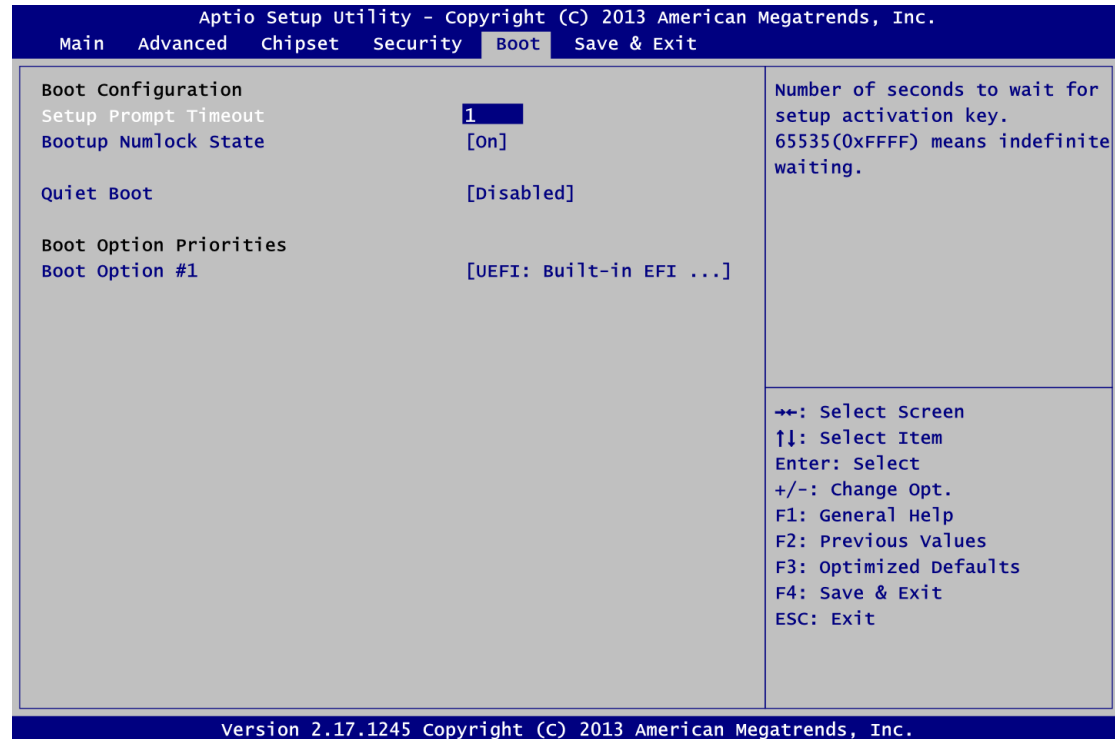 Aptio Setup Utility - Copyright (C) 2013 American Megatrends, Inc.
Main Advanced Chipset Security Boot Save & Exit
Boot Configuration
Setup Prompt Timeout 1
Bootup Numlock State [On]
Quiet Boot [Disabled]
Boot Option Priorities
Boot Option #1 [UEFI: Built-in EFI ...]
Number of seconds to wait for
setup activation key.
65535(0xFFFF) means indefinite
waiting.
→←: Select Screen
↑↓: Select Item
Enter: Select
+/-: Change Opt.
F1: General Help
F2: Previous Values
F3: Optimized Defaults
F4: Save & Exit
ESC: Exit
Version 2.17.1245 Copyright (C) 2013 American Megatrends, Inc.